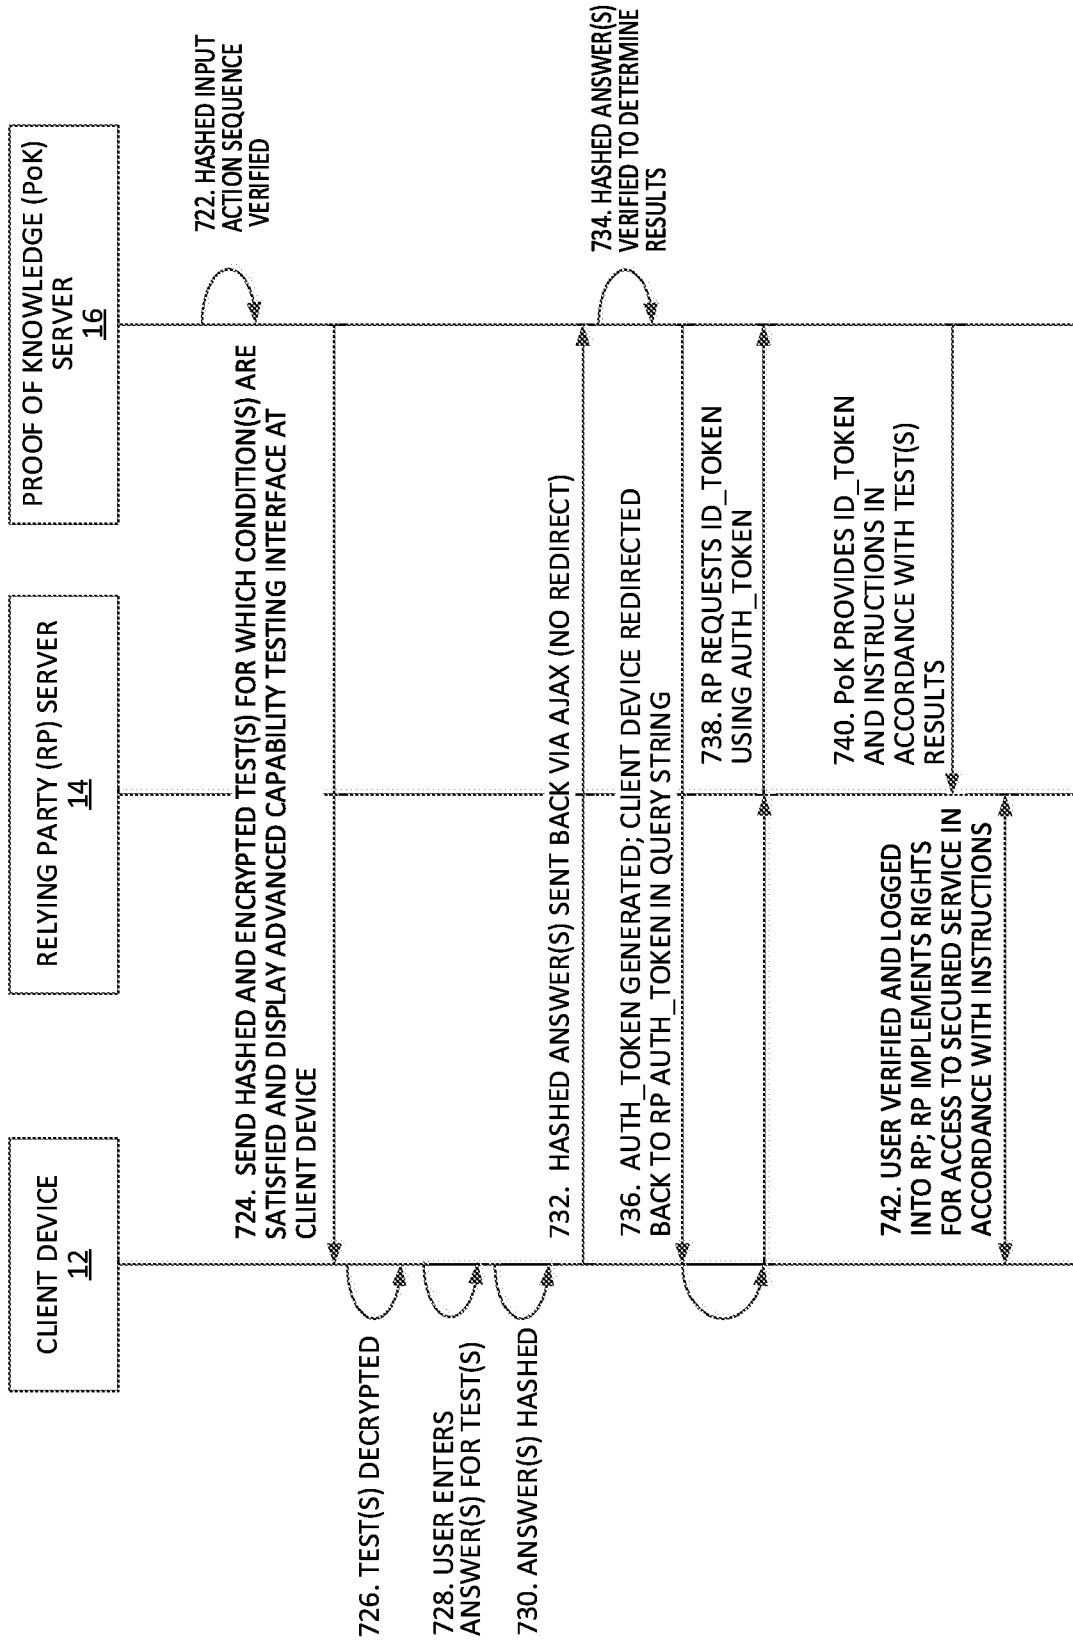 CLIENT DEVICE
12
RELYING PARTY (RP) SERVER
14
PROOF OF KNOWLEDGE (PoK)
SERVER
16
722. HASHED INPUT
ACTION SEQUENCE
VERIFIED
724. SEND HASHED AND ENCRYPTED TEST(S) FOR WHICH CONDITION(S) ARE
SATISFIED AND DISPLAY ADVANCED CAPABILITY TESTING INTERFACE AT
CLIENT DEVICE
726. TEST(S) DECRYPTED
728. USER ENTERS
ANSWER(S) FOR TEST(S)
730. ANSWER(S) HASHED
732. HASHED ANSWER(S) SENT BACK VIA AJAX (NO REDIRECT)
734. HASHED ANSWER(S)
VERIFIED TO DETERMINE
RESULTS
736. AUTH_TOKEN GENERATED; CLIENT DEVICE REDIRECTED
BACK TO RP AUTH_TOKEN IN QUERY STRING
738. RP REQUESTS ID_TOKEN
USING AUTH_TOKEN
740. PoK PROVIDES ID_TOKEN
AND INSTRUCTIONS IN
ACCORDANCE WITH TEST(S)
RESULTS
742. USER VERIFIED AND LOGGED
INTO RP; RP IMPLEMENTS RIGHTS
FOR ACCESS TO SECURED SERVICE IN
ACCORDANCE WITH INSTRUCTIONS